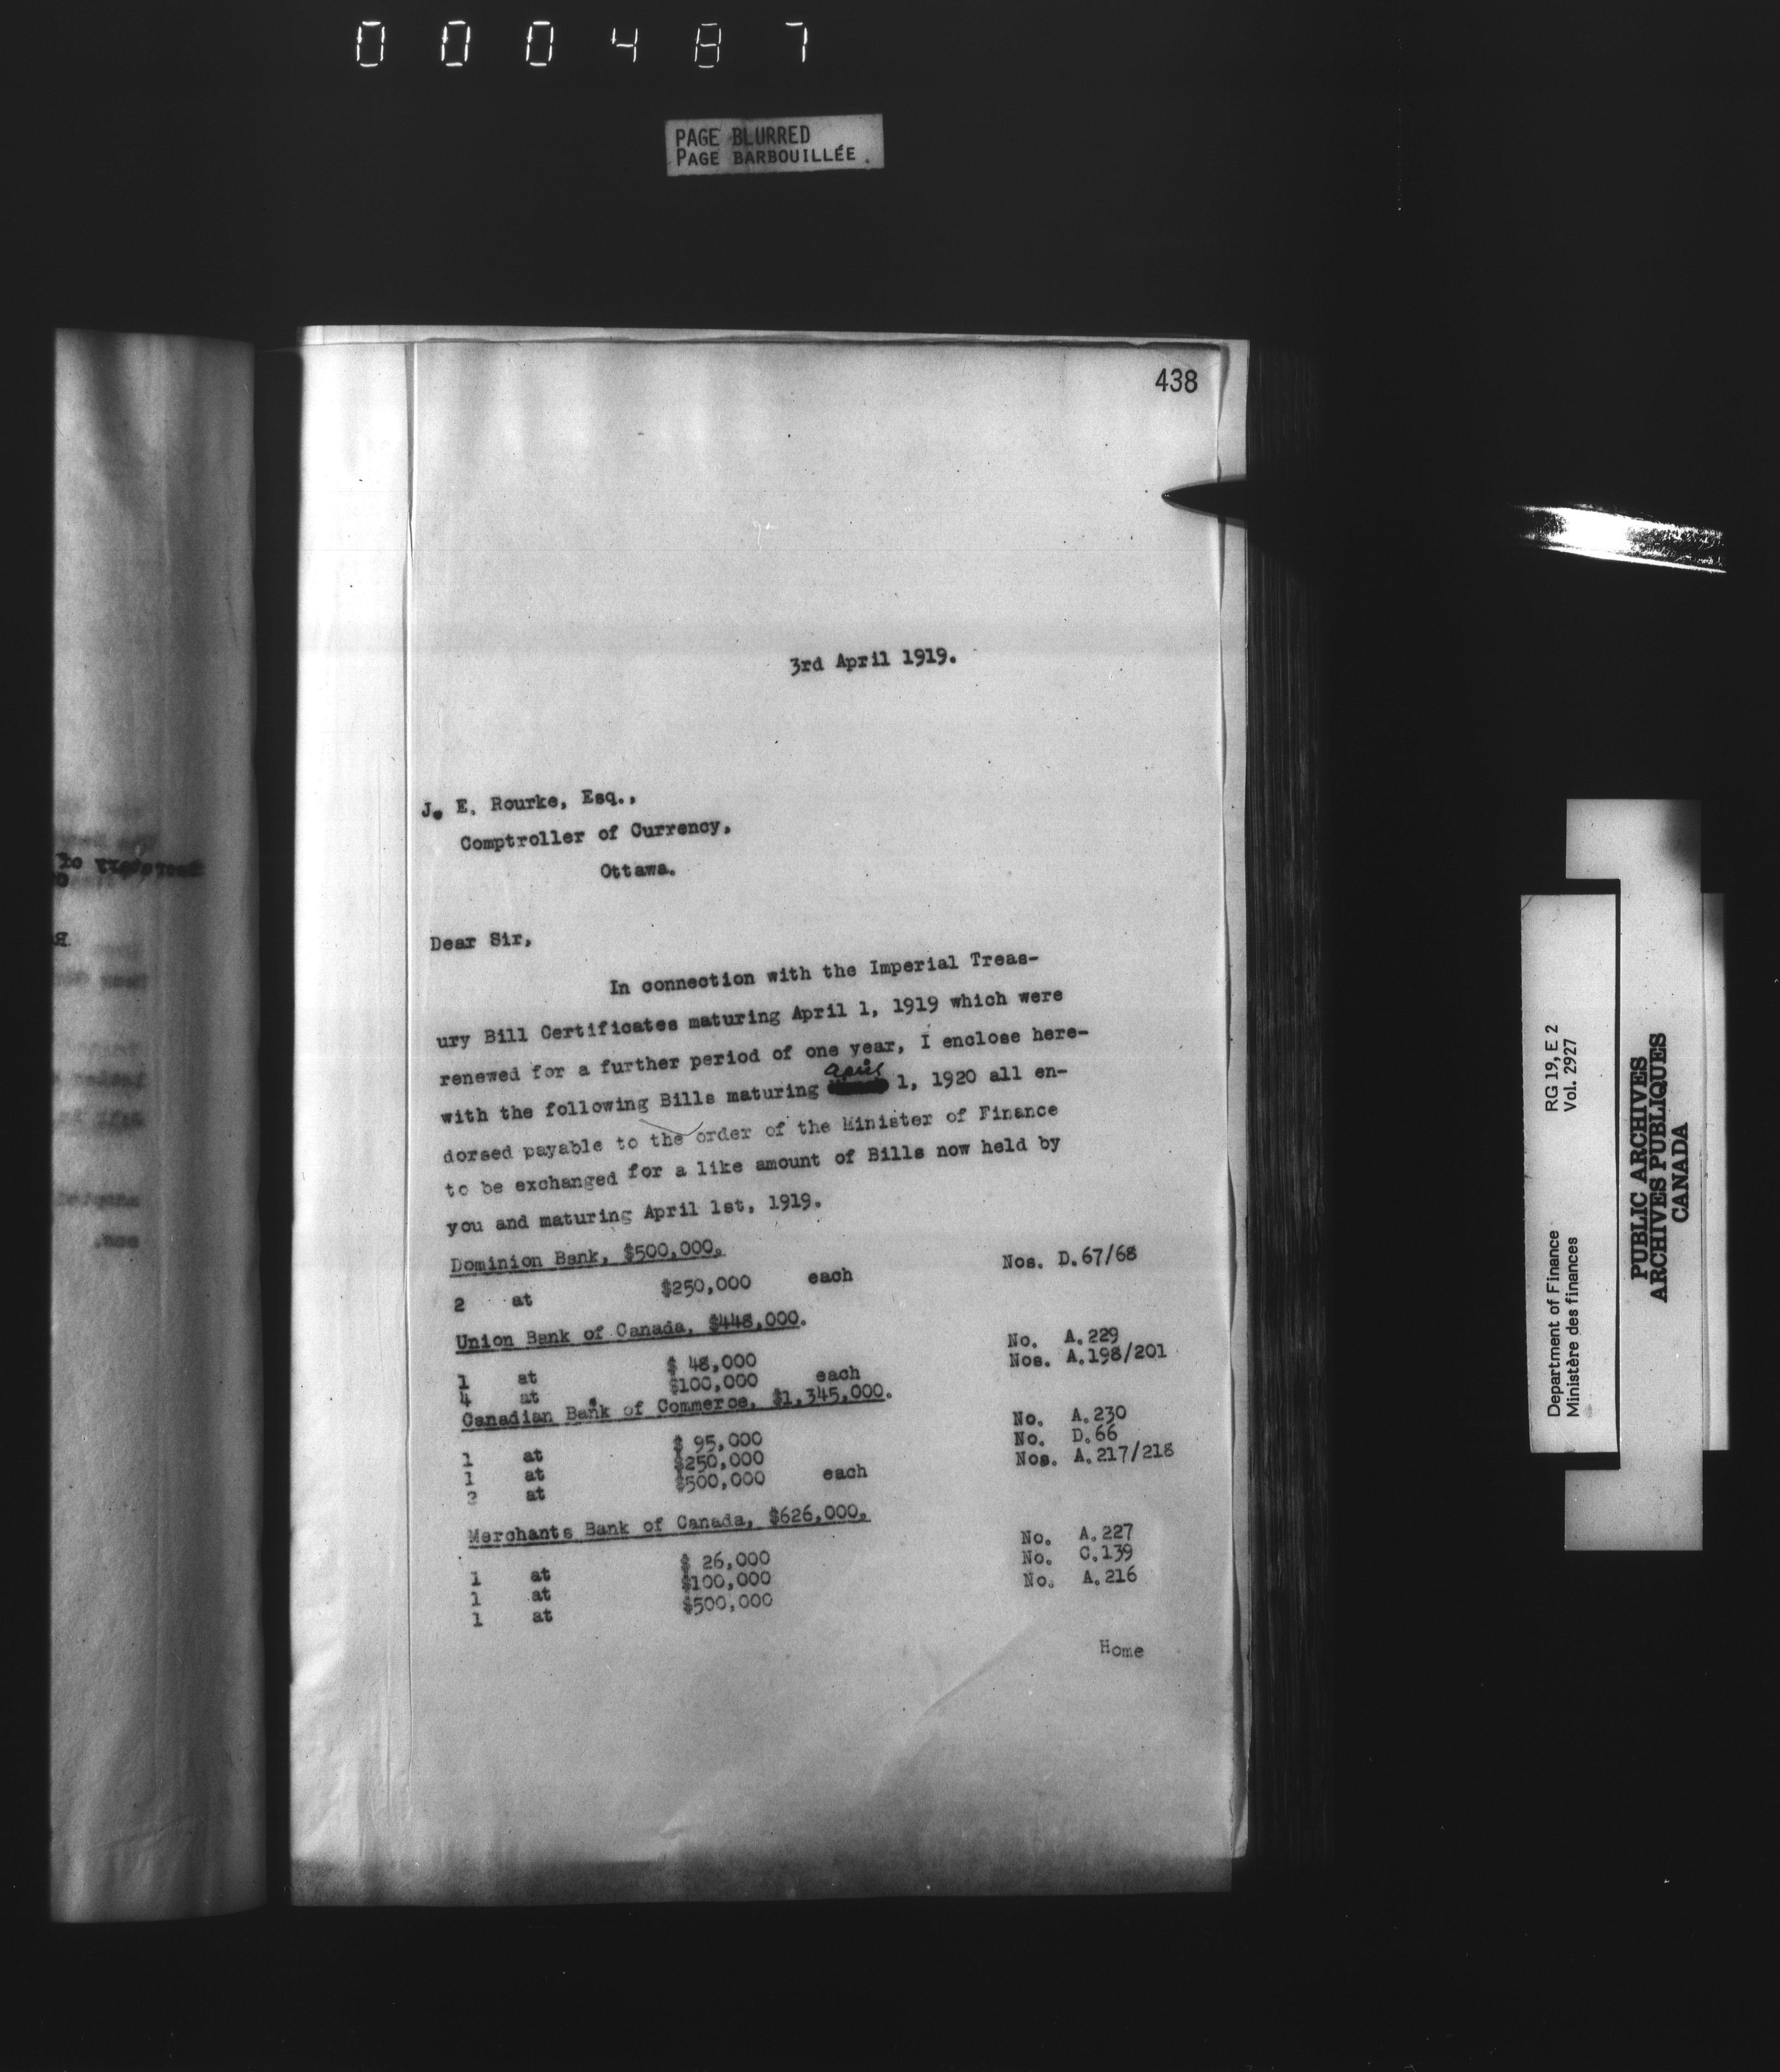 000487
PAGE BLURRED
PAGE BARBOUILLÉE.
438
3rd April 1919.
J. E. Rourke, Esq.,
Comptroller of Currency,
Ottawa.
Dear Sir,
In connection with the Imperial Treas-
ury Bill Certificates maturing April 1, 1919 which were
renewed for a further period of one year, I enclose here-
with the following Bills maturing April 1, 1920 all en-
dorsed payable to the order of the Minister of Finance
to be exchanged for a like amount of Bills now held by
you and maturing April 1st, 1919.
Dominion Bank, $500,000.
2 at $250,000 each Nos. D.67/68
Union Bank of Canada, $448,000.
1 at $ 48,000 No. A.229
4 at $100,000 each Nos. A.198/201
Canadian Bank of Commerce, $1,345,000.
1 at $ 95,000 No. A.230
1 at $250,000 No. D.66
2 at $500,000 each Nos. A.217/218
Merchants Bank of Canada, $626,000.
1 at $ 26,000 No. A.227
1 at $100,000 No. C.139
1 at $500,000 No. A.216
Home
Department of Finance
Ministère des finances
RG 19, E 2
Vol. 2927
PUBLIC ARCHIVES
ARCHIVES PUBLIQUES
CANADA